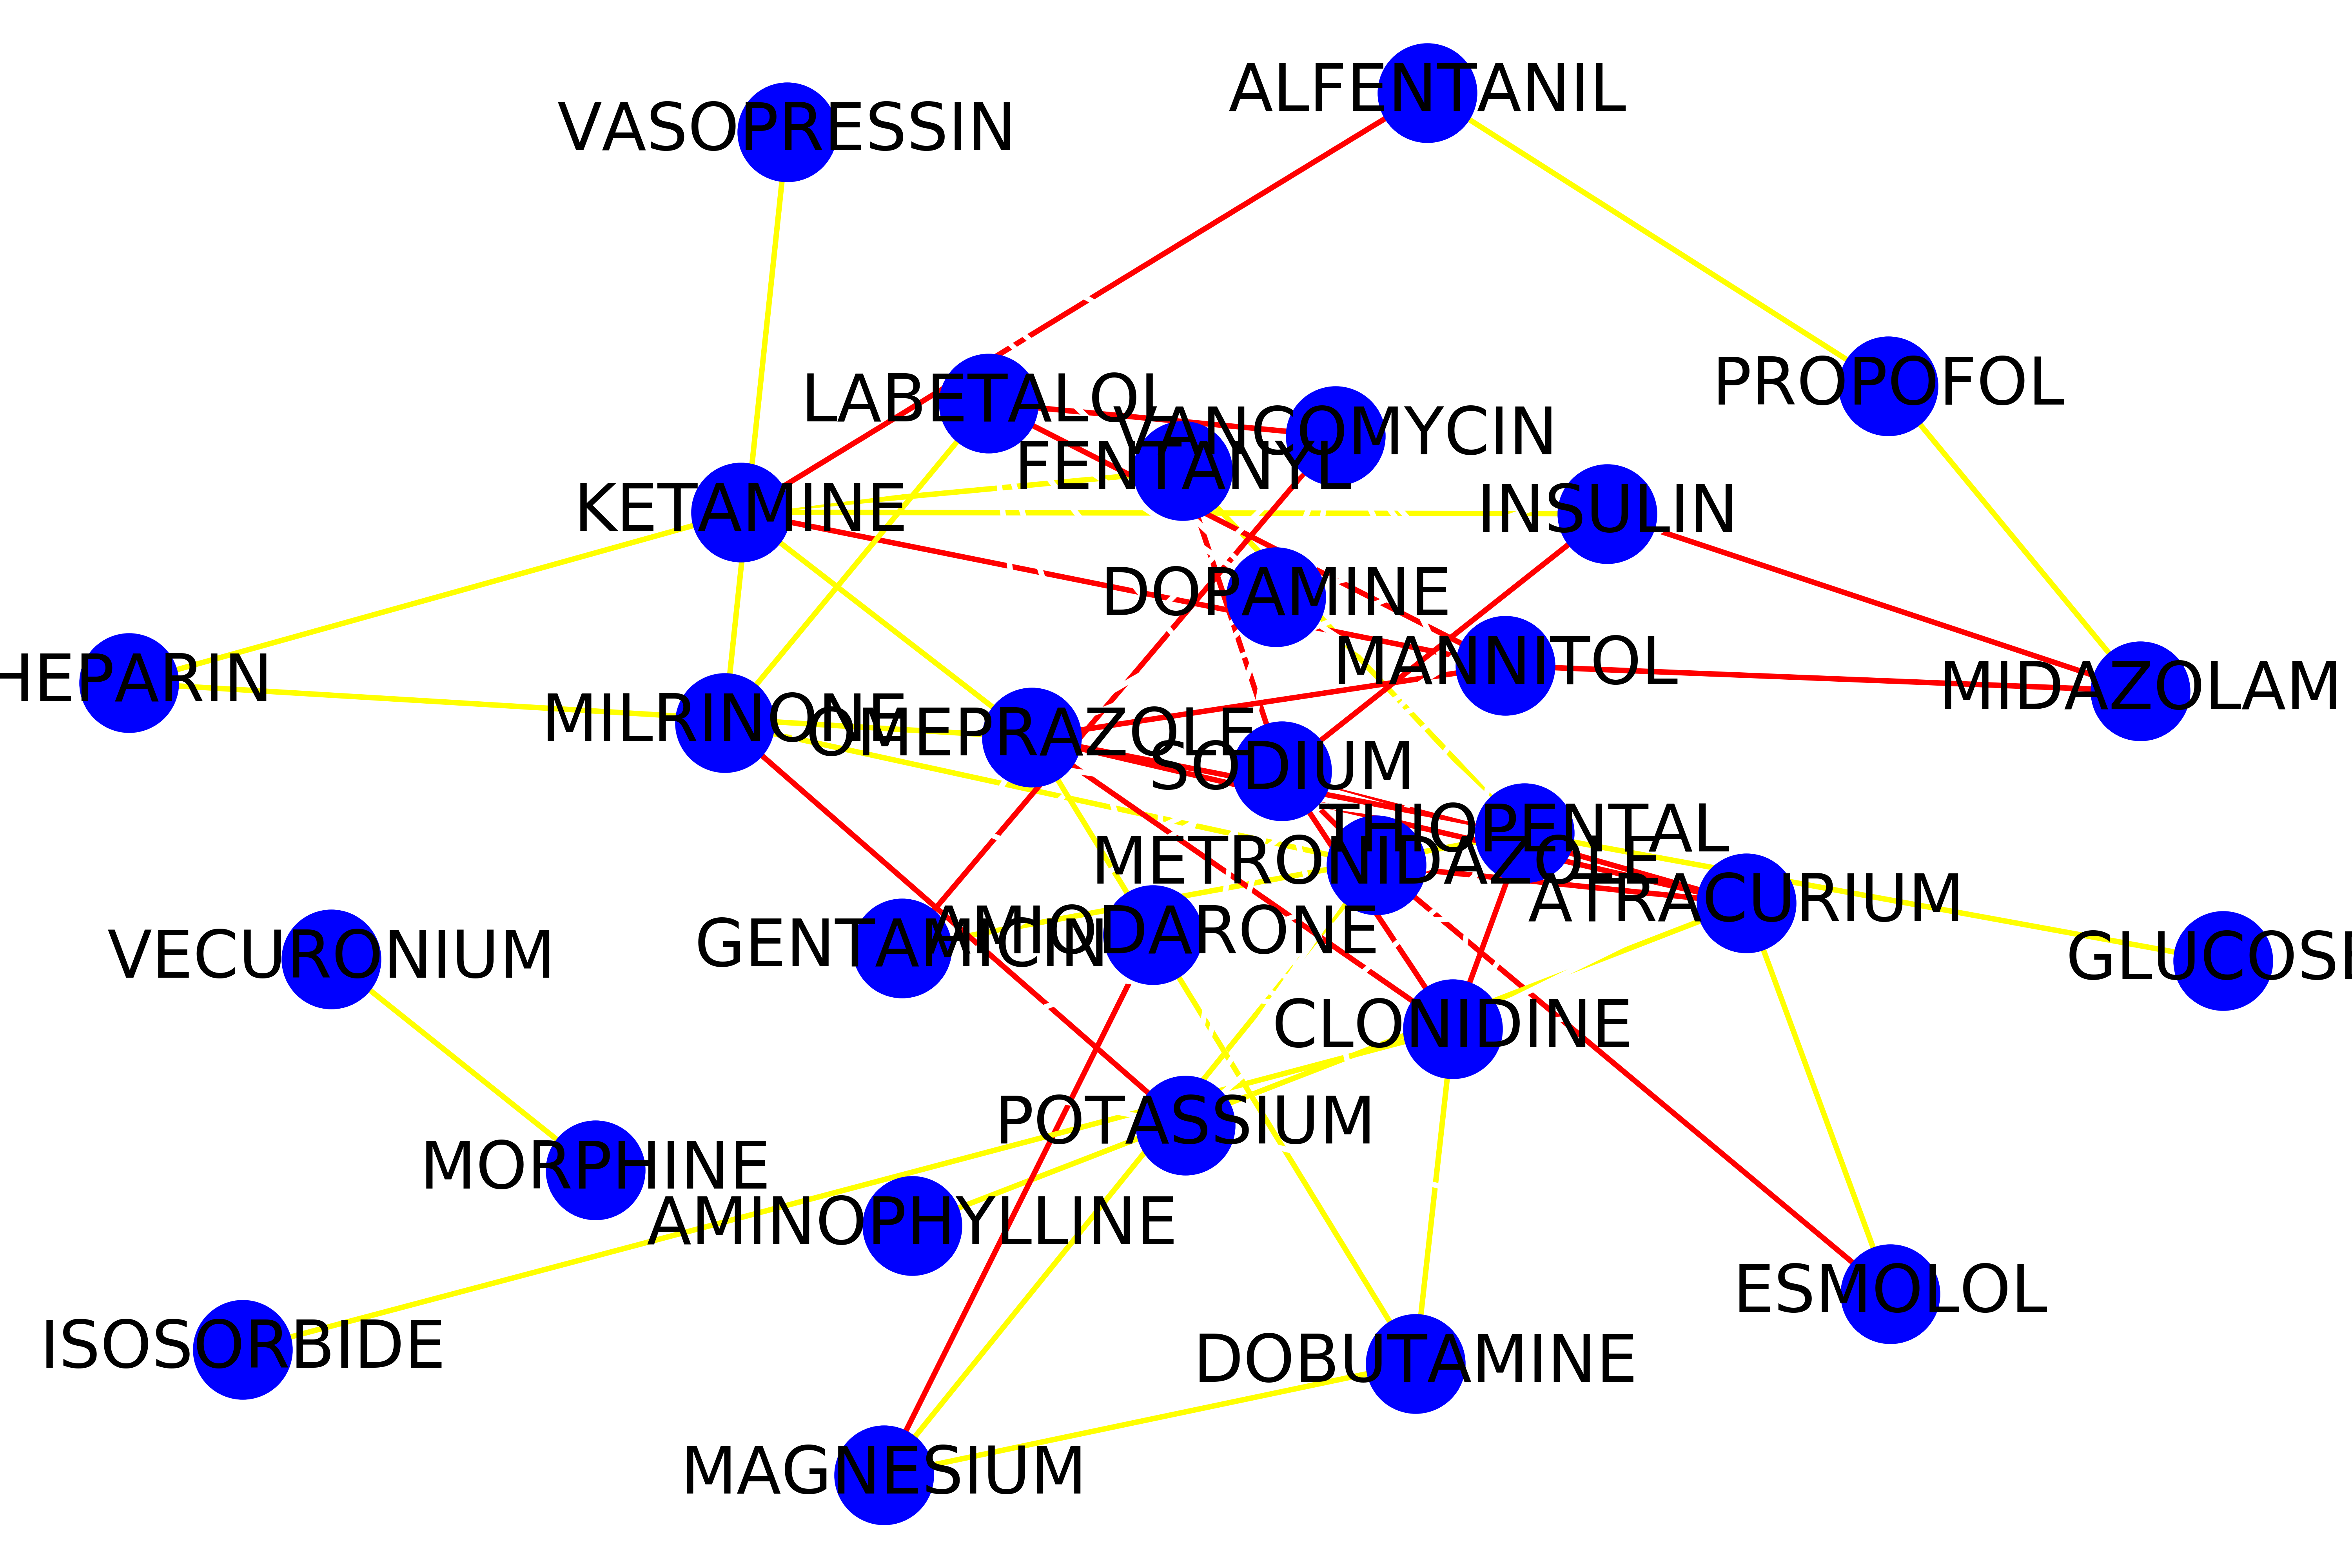 ALFENTANIL
VASOPRESSIN
PROPOFOL
LABETALOL
VANCOMYCIN
FENTANYL
KETAMINE
INSULIN
DOPAMINE
MANNITOL
HEPARIN
MIDAZOLAM
MILRINONE
OMEPRAZOLE
SODIUM
THIOPENTAL
METRONIDAZOLE
ATRACURIUM
GENTAMICIN
AMIODARONE
VECURONIUM
GLUCOSE
CLONIDINE
POTASSIUM
MORPHINE
AMINOPHYLLINE
ESMOLOL
ISOSORBIDE
DOBUTAMINE
MAGNESIUM